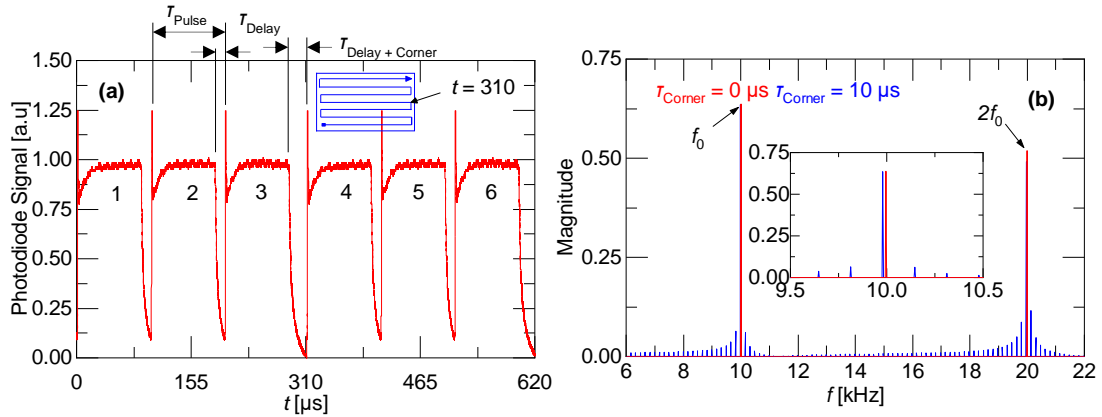 τPulse
τDelay
τDelay + Corner
(a)
t = 310
1.50
1.25
1.00
0.75
0.50
0.25
0.00
Photodiode Signal [a.u]
1 2 3 4 5 6
0 155 310 465 620
t [µs]
(b)
τCorner = 0 µs τCorner = 10 µs
f0
2f0
0.75
0.50
0.25
0.00
Magnitude
0.75
0.50
0.25
0.00
9.5 10.0 10.5
6 8 10 12 14 16 18 20 22
f [kHz]